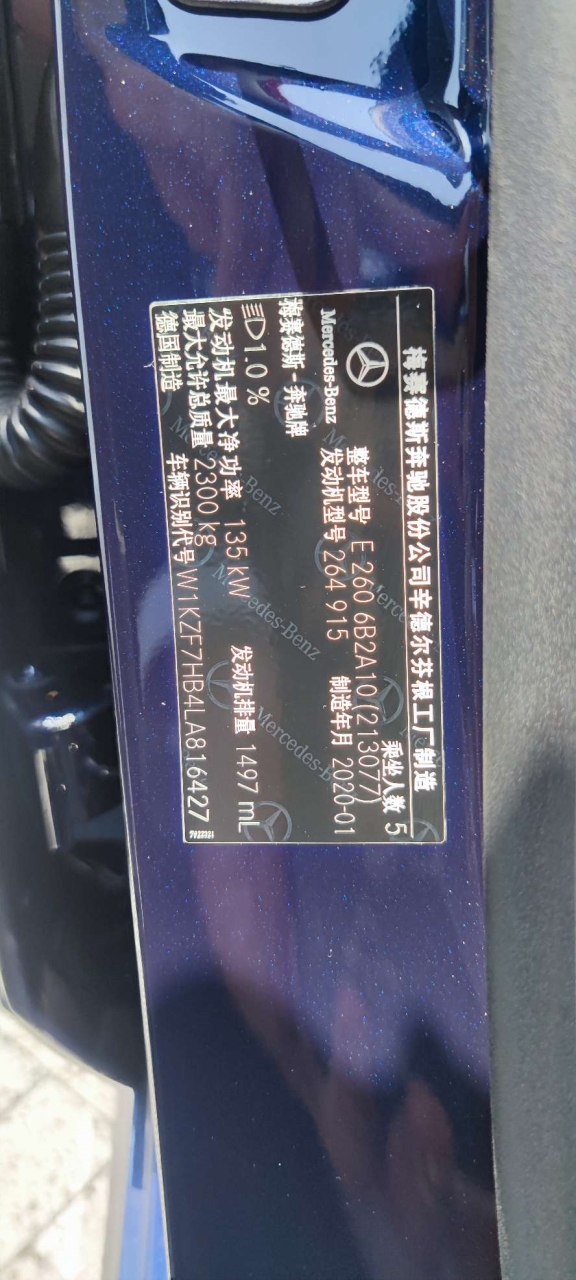 梅赛德斯奔驰股份公司辛德尔芬根工厂制造
Mercedes-Benz
梅赛德斯-奔驰牌
乘坐人数 5
整车型号 E 260 6B2A10 (213077)
发动机型号 264 915
制造年月 2020-01
1.0 %
发动机排量 1497 mL
发动机最大净功率 135 kW
最大允许总质量 2300 kg
德国制造
车辆识别代号 W1KZF7HB4LA816427